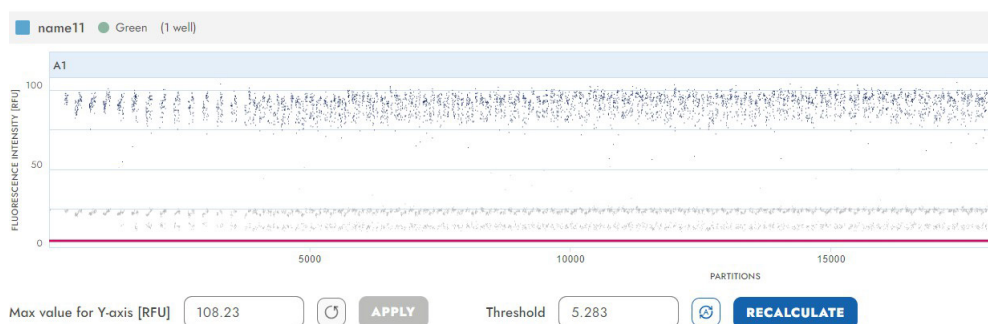 name11 Green (1 well)
A1
FLUORESCENCE INTENSITY [RFU]
100
50
0
5000 10000 15000
PARTITIONS
Max value for Y-axis [RFU] 108.23 APPLY Threshold 5.283 A RECALCULATE